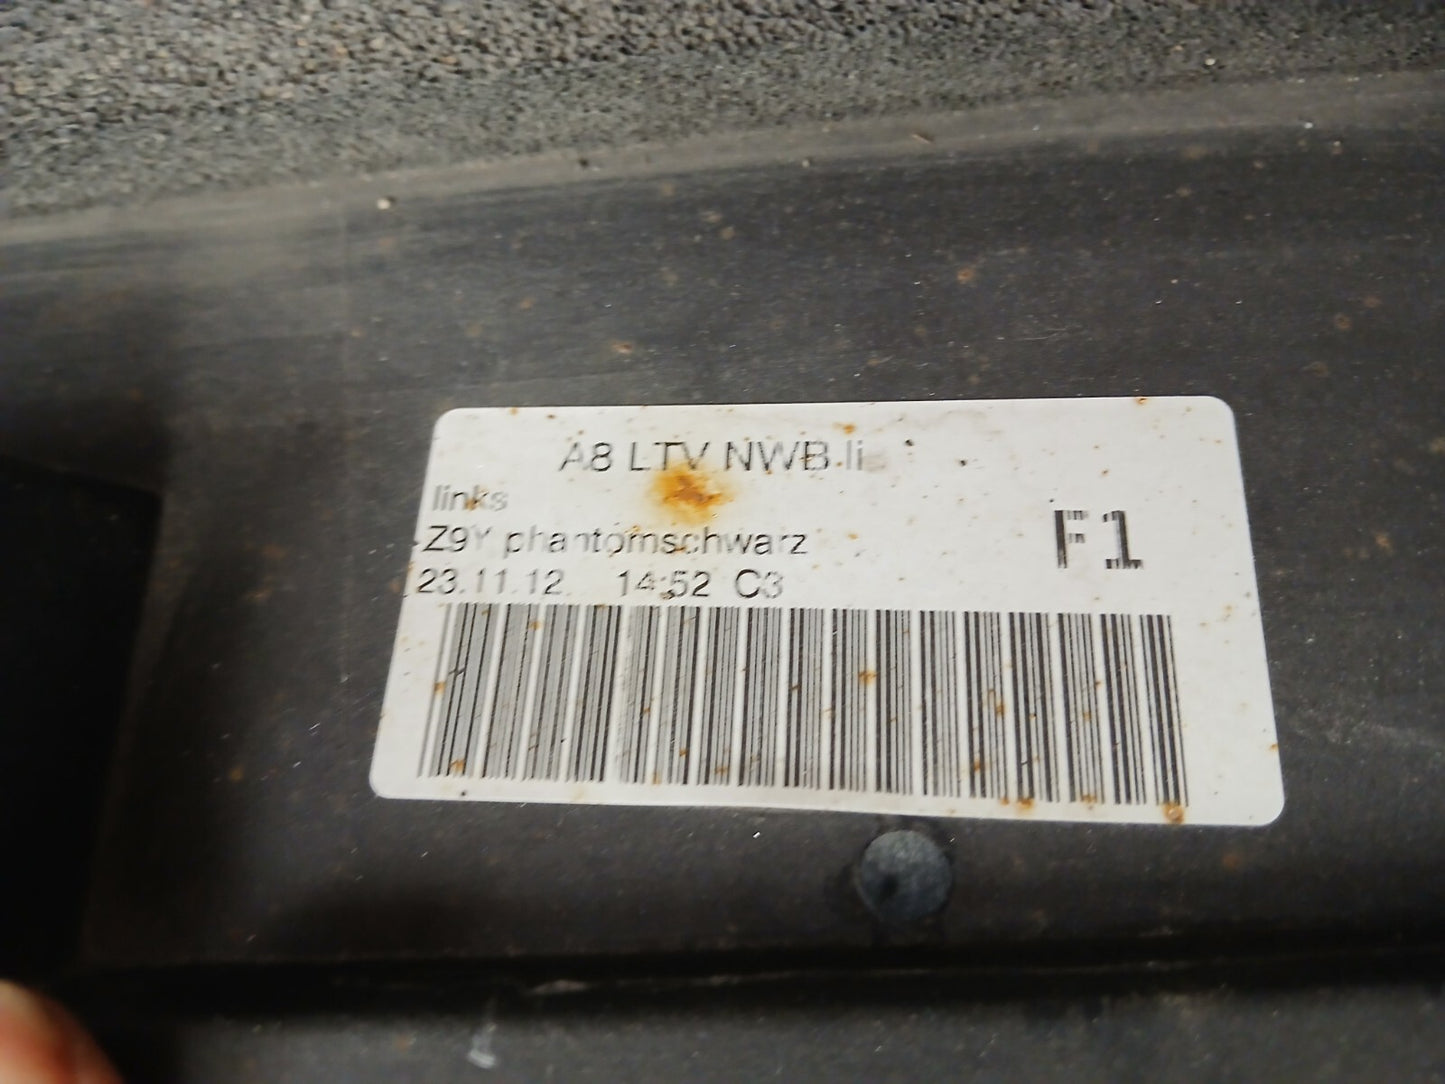 A8 LTV NWB li
links
Z9Y phantomschwarz
F1
23.11.12. 14:52 C3